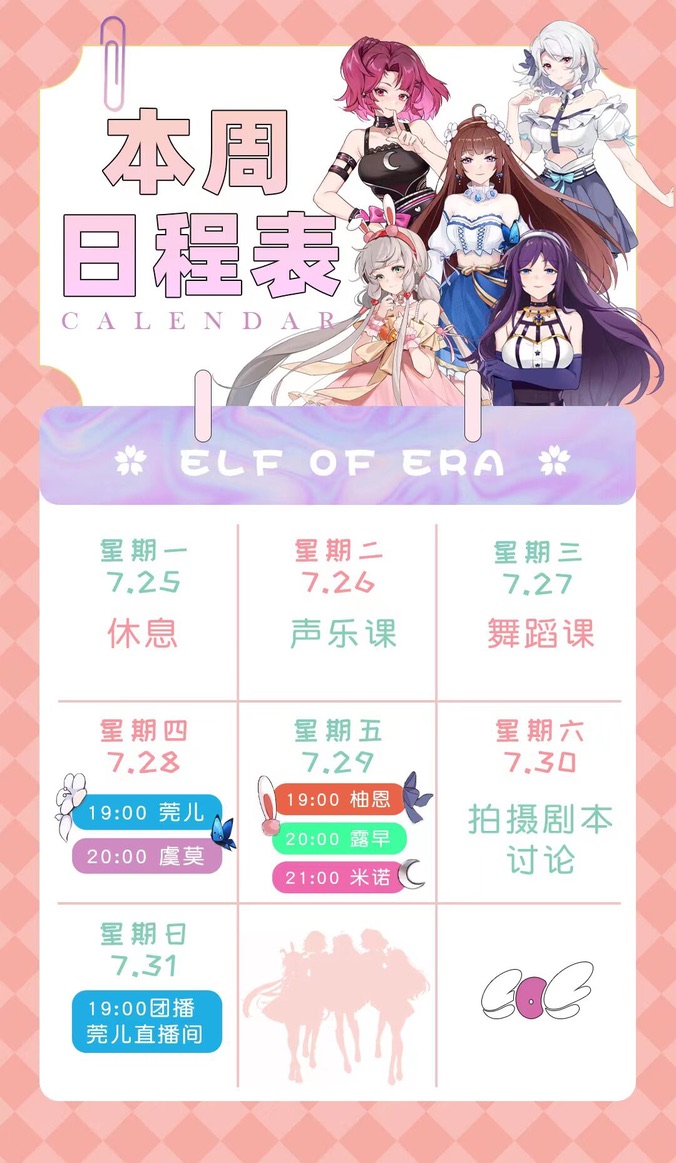 本周
日程表
CALENDAR
ELF OF ERA
星期一
7.25
休息
星期二
7.26
声乐课
星期三
7.27
舞蹈课
星期四
7.28
19:00 莞儿
20:00 虞莫
星期五
7.29
19:00 柚恩
20:00 露早
21:00 米诺
星期六
7.30
拍摄剧本
讨论
星期日
7.31
19:00团播
莞儿直播间